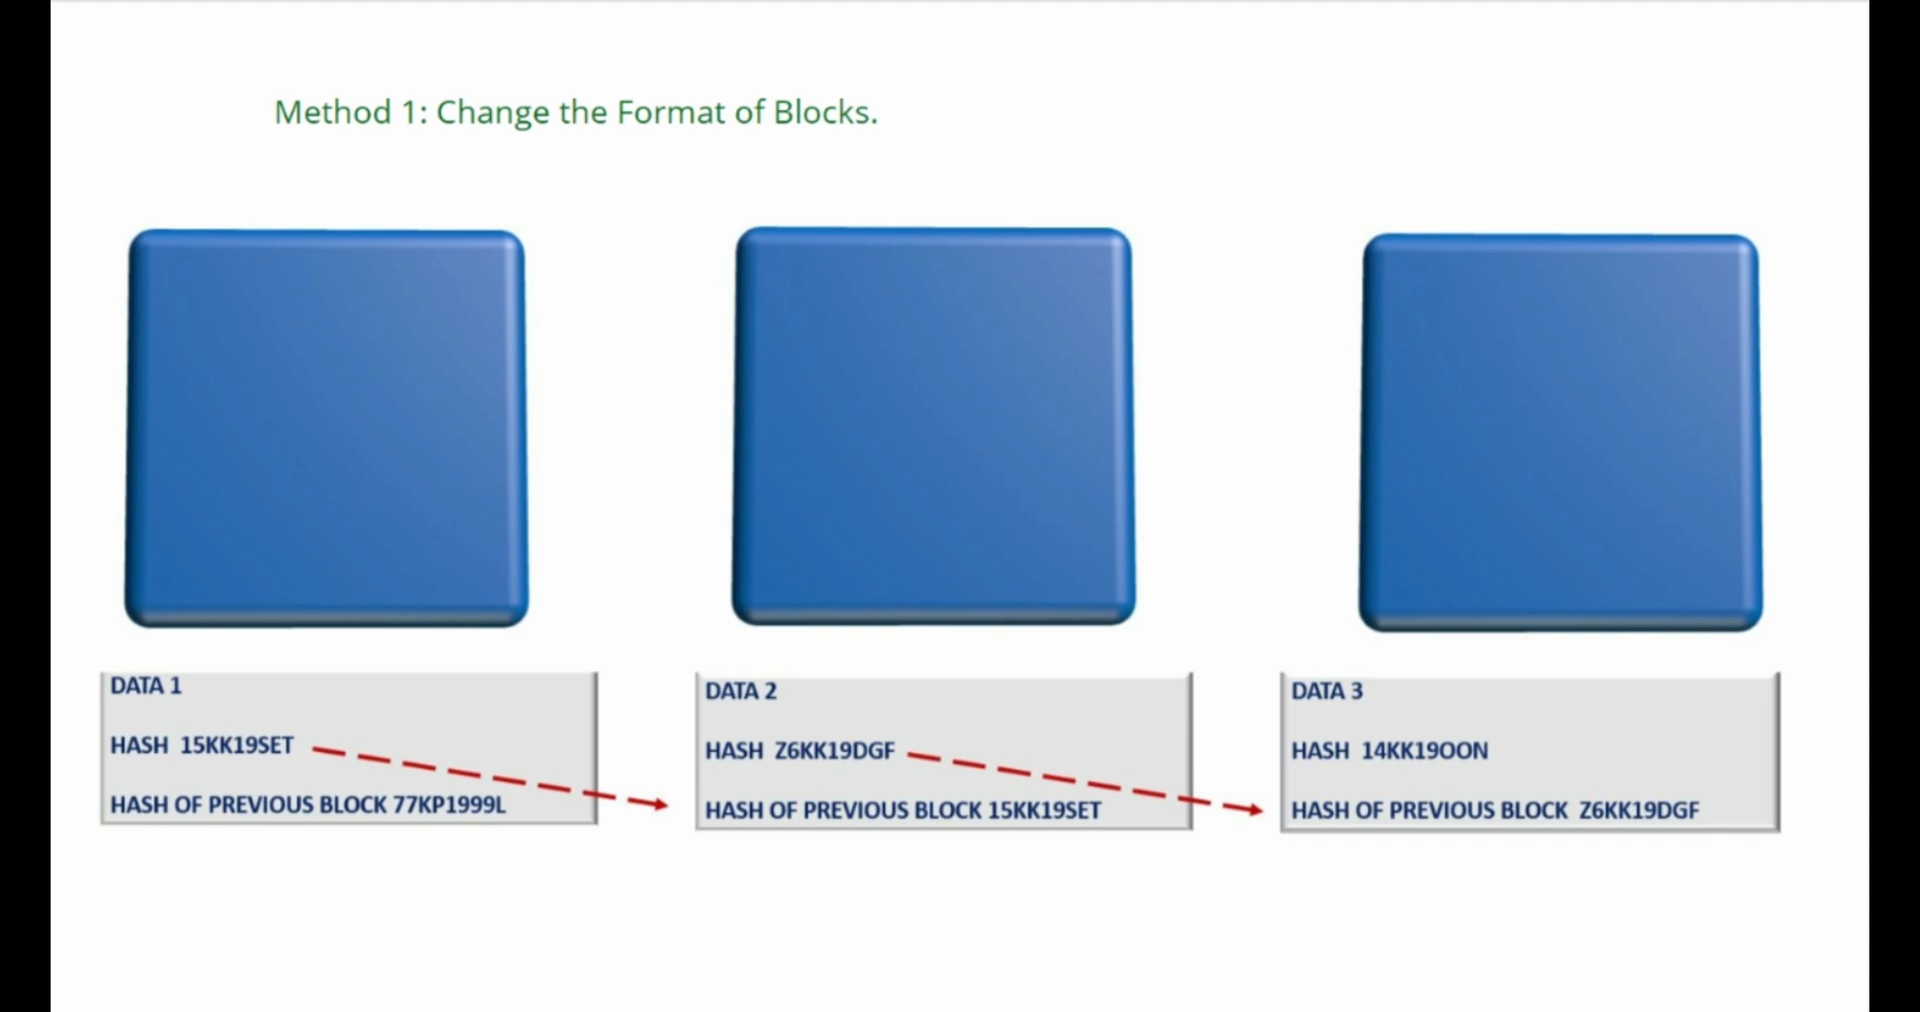 Method 1: Change the Format of Blocks.
DATA 1
HASH 15KK19SET
HASH OF PREVIOUS BLOCK 77KP1999L
DATA 2
HASH Z6KK19DGF
HASH OF PREVIOUS BLOCK 15KK19SET
DATA 3
HASH 14KK19OON
HASH OF PREVIOUS BLOCK Z6KK19DGF